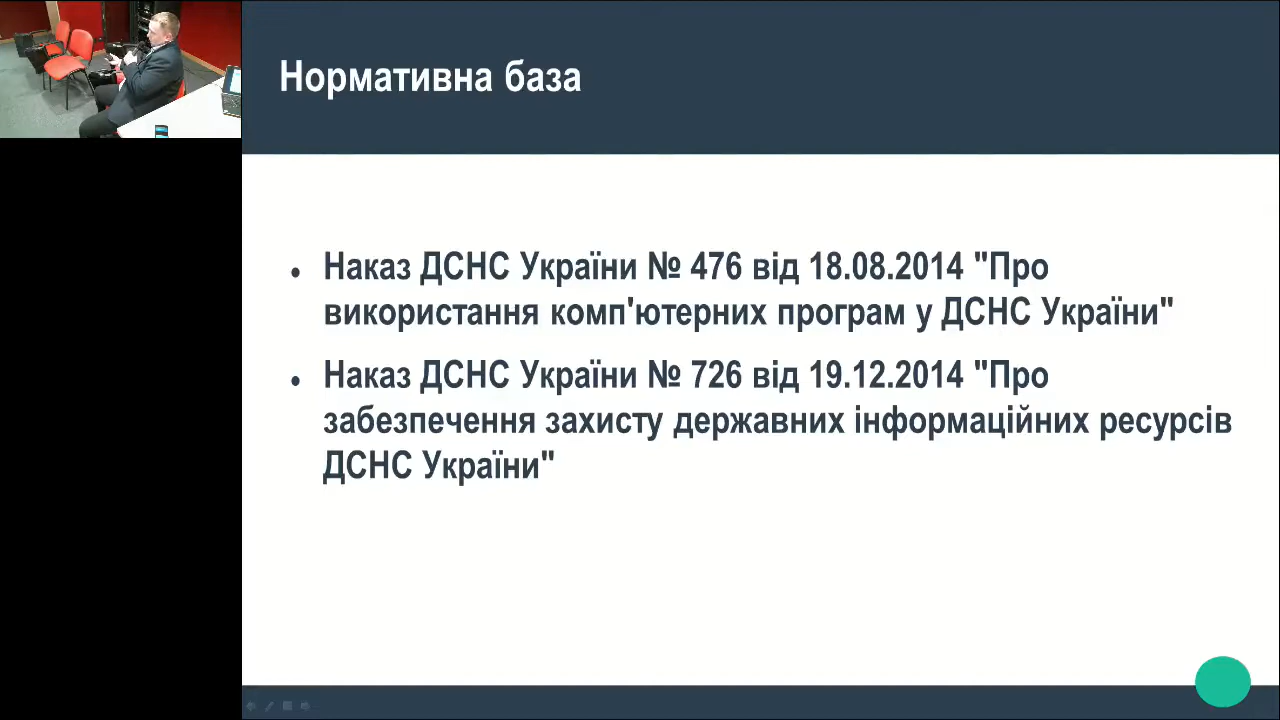 Нормативна база
Наказ ДСНС України № 476 від 18.08.2014 "Про
використання комп'ютерних програм у ДСНС України"
Наказ ДСНС України № 726 від 19.12.2014 "Про
забезпечення захисту державних інформаційних ресурсів
ДСНС України"